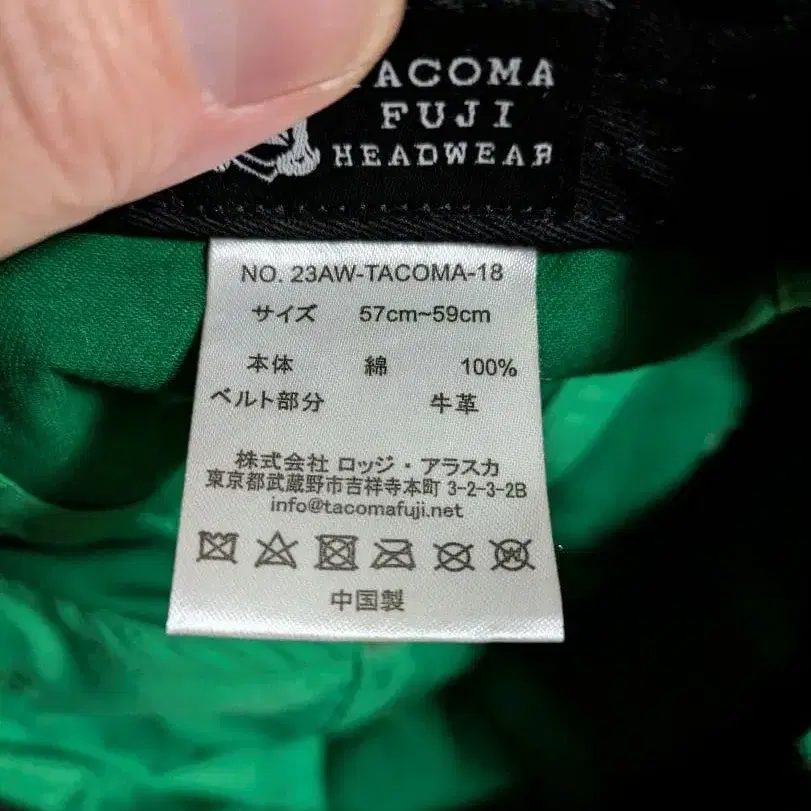 TACOMA
FUJI
HEADWEAR
NO. 23AW-TACOMA-18
サイズ 57cm~59cm
本体 綿 100%
ベルト部分 牛革
株式会社 ロッジ・アラスカ
東京都武蔵野市吉祥寺本町 3-2-3-2B
info@tacomafuji.net
中国製